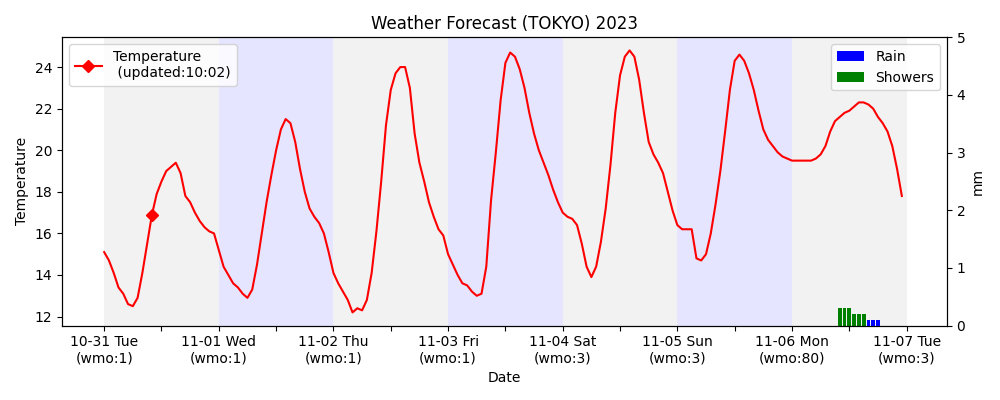 Weather Forecast (TOKYO) 2023
Temperature
(updated:10:02)
Rain
Showers
Temperature
24
22
20
18
16
14
12
5
4
3
2
1
0
mm
10-31 Tue
(wmo:1)
11-01 Wed
(wmo:1)
11-02 Thu
(wmo:1)
11-03 Fri
(wmo:1)
11-04 Sat
(wmo:3)
11-05 Sun
(wmo:3)
11-06 Mon
(wmo:80)
11-07 Tue
(wmo:3)
Date